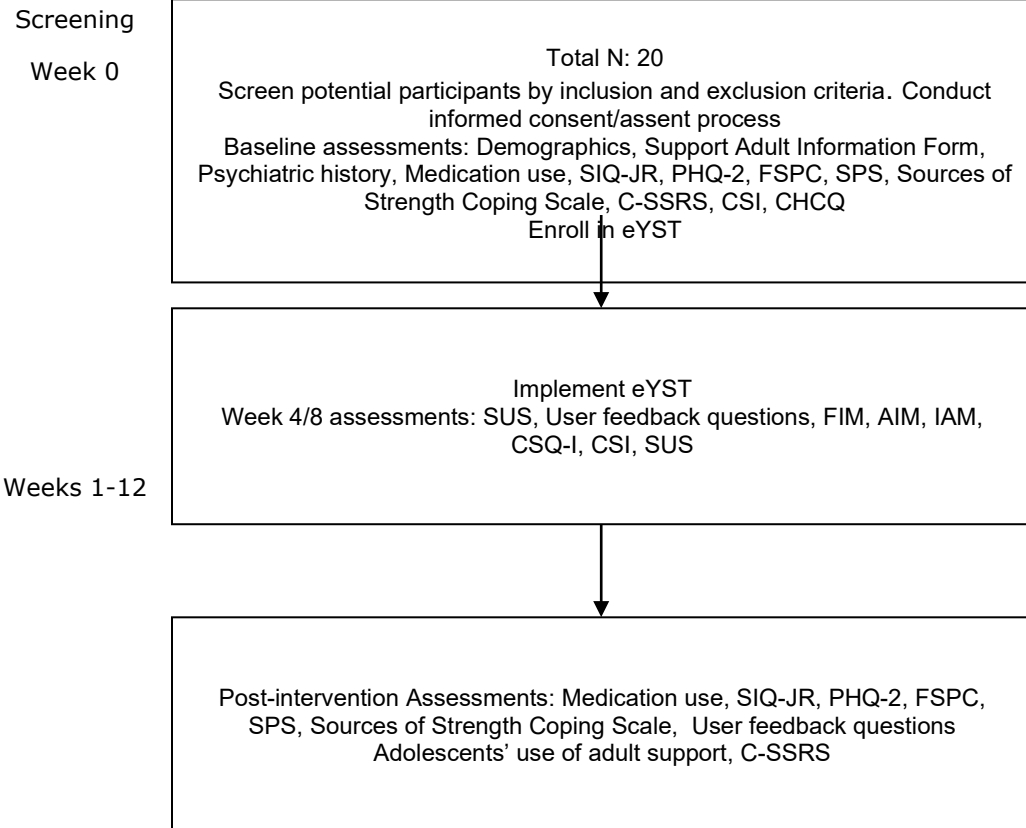 Screening
Week 0
Total N: 20
Screen potential participants by inclusion and exclusion criteria. Conduct
informed consent/assent process
Baseline assessments: Demographics, Support Adult Information Form,
Psychiatric history, Medication use, SIQ-JR, PHQ-2, FSPC, SPS, Sources of
Strength Coping Scale, C-SSRS, CSI, CHCQ
Enroll in eYST
Implement eYST
Week 4/8 assessments: SUS, User feedback questions, FIM, AIM, IAM,
CSQ-I, CSI, SUS
Weeks 1-12
Post-intervention Assessments: Medication use, SIQ-JR, PHQ-2, FSPC,
SPS, Sources of Strength Coping Scale, User feedback questions
Adolescents’ use of adult support, C-SSRS